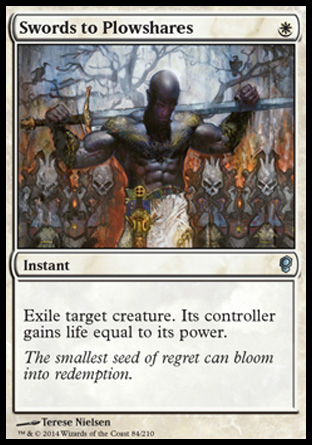 Swords to Plowshares
Instant
Exile target creature. Its controller
gains life equal to its power.
The smallest seed of regret can bloom
into redemption.
Terese Nielsen
™ & © 2014 Wizards of the Coast 84/210